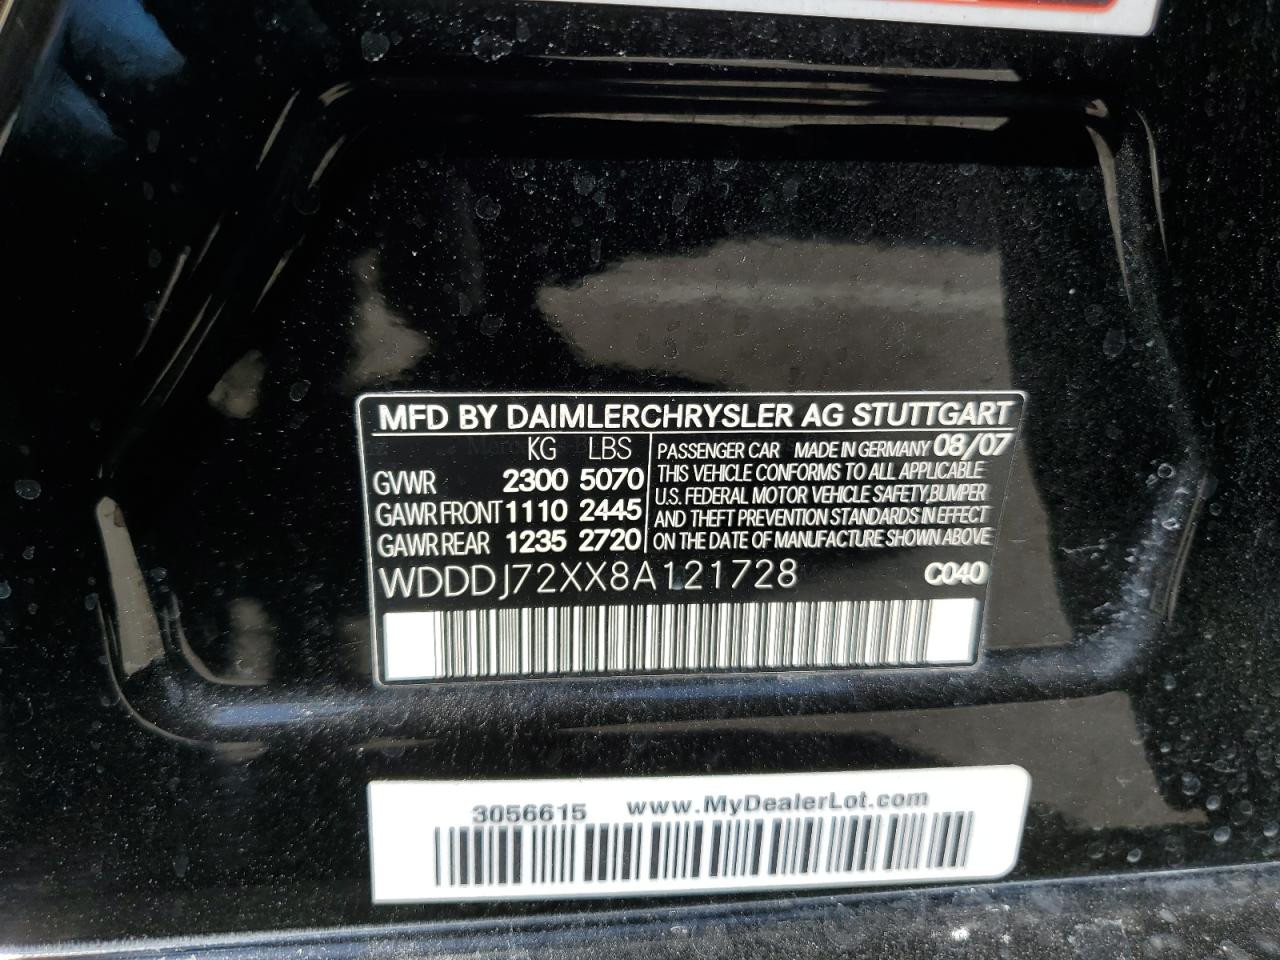 MFD BY DAIMLERCHRYSLER AG STUTTGART
KG LBS
GVWR 2300 5070
GAWR FRONT 1110 2445
GAWR REAR 1235 2720
PASSENGER CAR MADE IN GERMANY 08/07
THIS VEHICLE CONFORMS TO ALL APPLICABLE
U.S. FEDERAL MOTOR VEHICLE SAFETY, BUMPER
AND THEFT PREVENTION STANDARDS IN EFFECT
ON THE DATE OF MANUFACTURE SHOWN ABOVE
WDDDJ72XX8A121728 C040
3056615 www.MyDealerLot.com